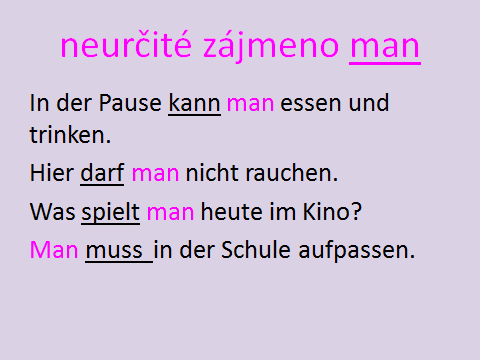 neurčité zájmeno man
In der Pause kann man essen und
trinken.
Hier darf man nicht rauchen.
Was spielt man heute im Kino?
Man muss in der Schule aufpassen.